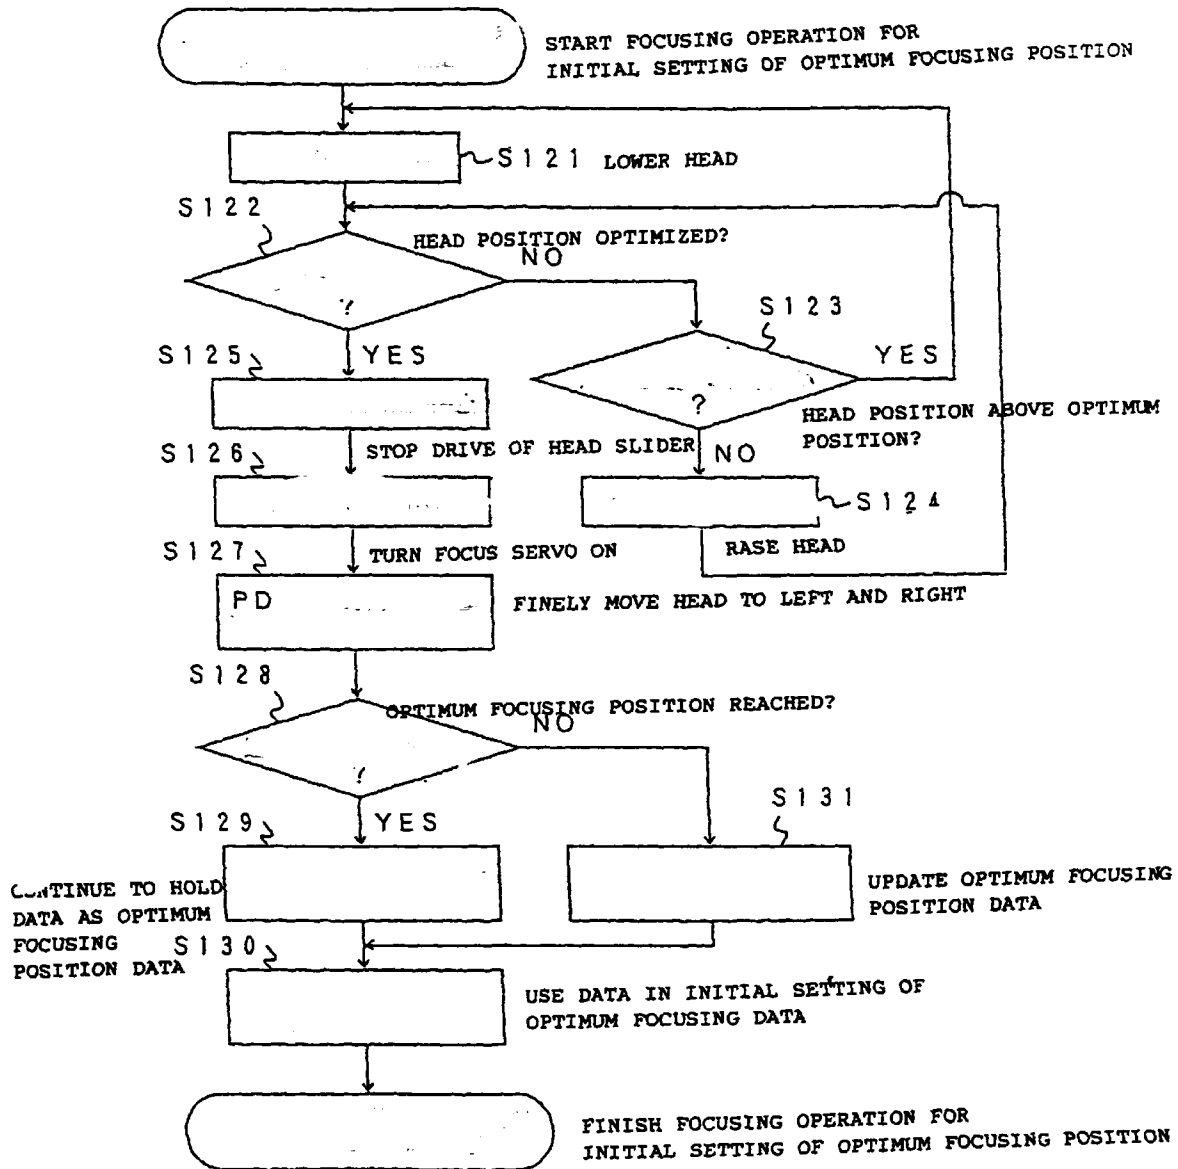 START FOCUSING OPERATION FOR
INITIAL SETTING OF OPTIMUM FOCUSING POSITION
S121 LOWER HEAD
S122
HEAD POSITION OPTIMIZED?
NO
?
S123
YES
?
HEAD POSITION ABOVE OPTIMUM
POSITION?
NO
S125
YES
STOP DRIVE OF HEAD SLIDER
S126
S124
RASE HEAD
TURN FOCUS SERVO ON
S127
PD
FINELY MOVE HEAD TO LEFT AND RIGHT
S128
OPTIMUM FOCUSING POSITION REACHED?
NO
?
S131
S129
YES
CONTINUE TO HOLD
DATA AS OPTIMUM
FOCUSING
POSITION DATA
UPDATE OPTIMUM FOCUSING
POSITION DATA
S130
USE DATA IN INITIAL SETTING OF
OPTIMUM FOCUSING DATA
FINISH FOCUSING OPERATION FOR
INITIAL SETTING OF OPTIMUM FOCUSING POSITION